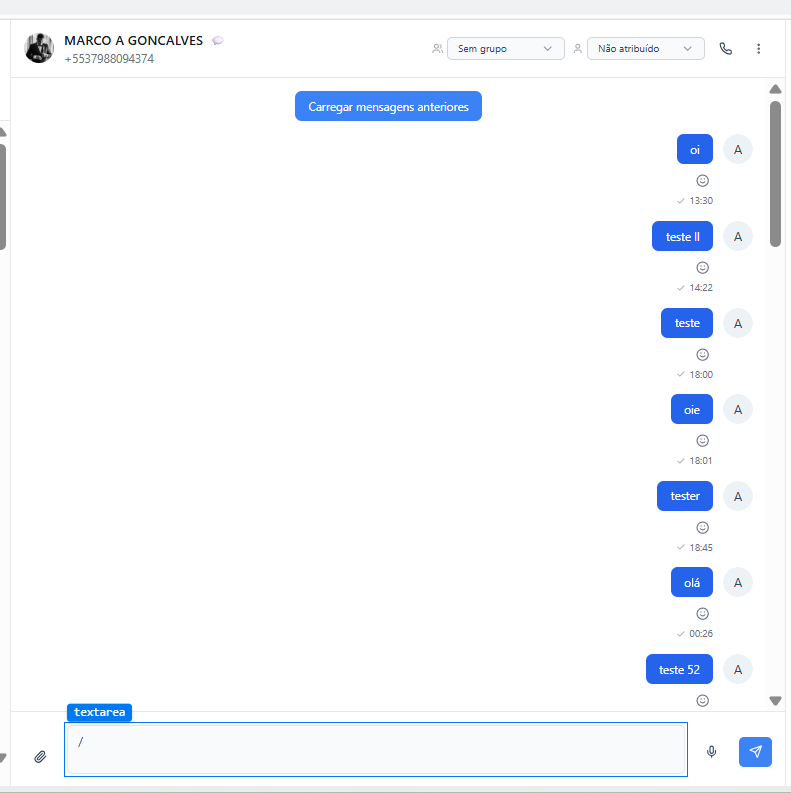 MARCO A GONCALVES
+5537988094374
Sem grupo
Não atribuído
Carregar mensagens anteriores
oi
A
13:30
teste II
A
14:22
teste
A
18:00
oie
A
18:01
tester
A
18:45
olá
A
00:26
teste 52
A
textarea
/